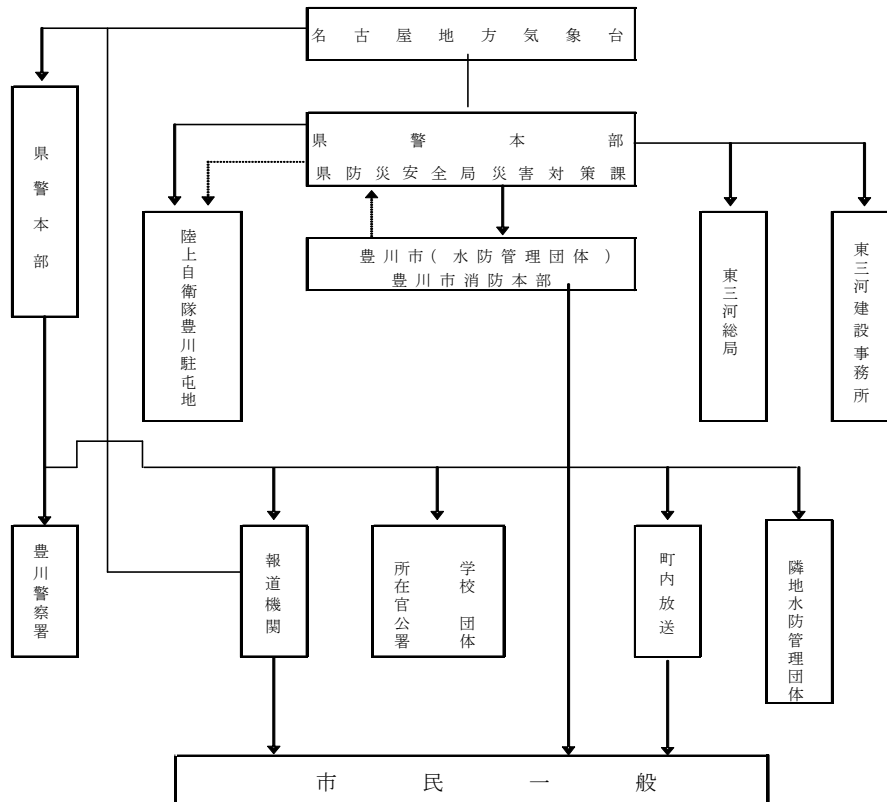 名古屋地方気象台
県警本部
県警本部
県防災安全局災害対策課
陸上自衛隊豊川駐屯地
豊川市(水防管理団体)
豊川市消防本部
東三河総局
東三河建設事務所
豊川警察署
報道機関
学校 団体
所在官公署
町内放送
隣地水防管理団体
市民一般